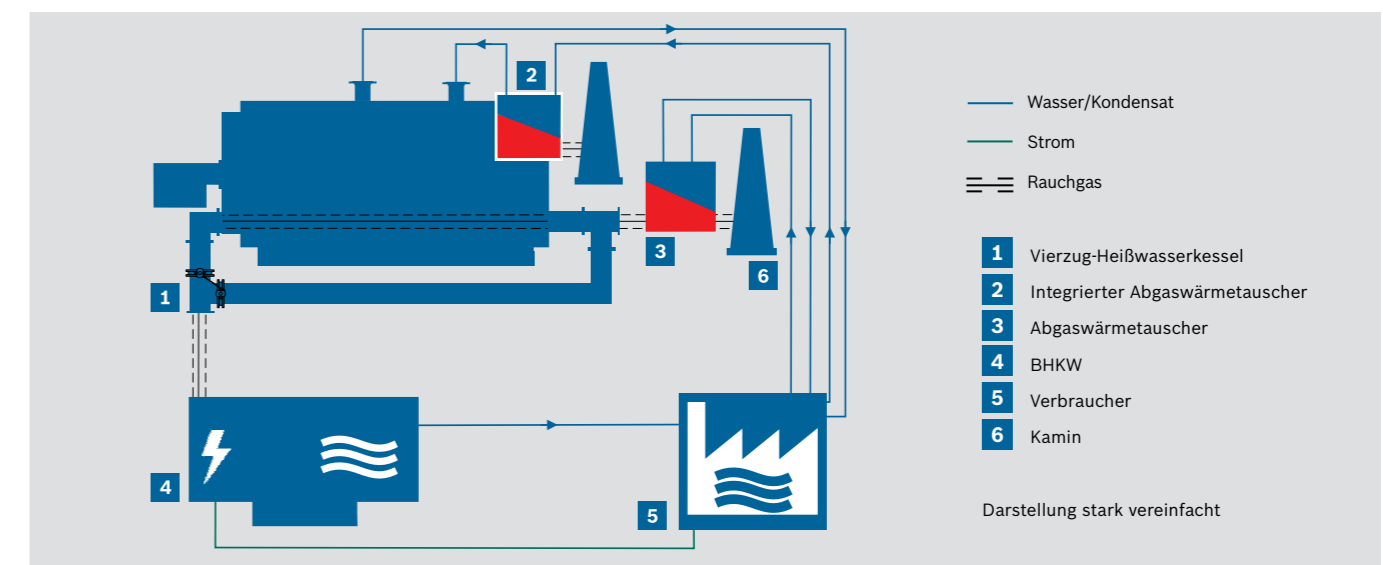 2
3
6
1
4
5
Wasser/Kondensat
Strom
Rauchgas
1 Vierzug-Heißwasserkessel
2 Integrierter Abgaswärmetauscher
3 Abgaswärmetauscher
4 BHKW
5 Verbraucher
6 Kamin
Darstellung stark vereinfacht